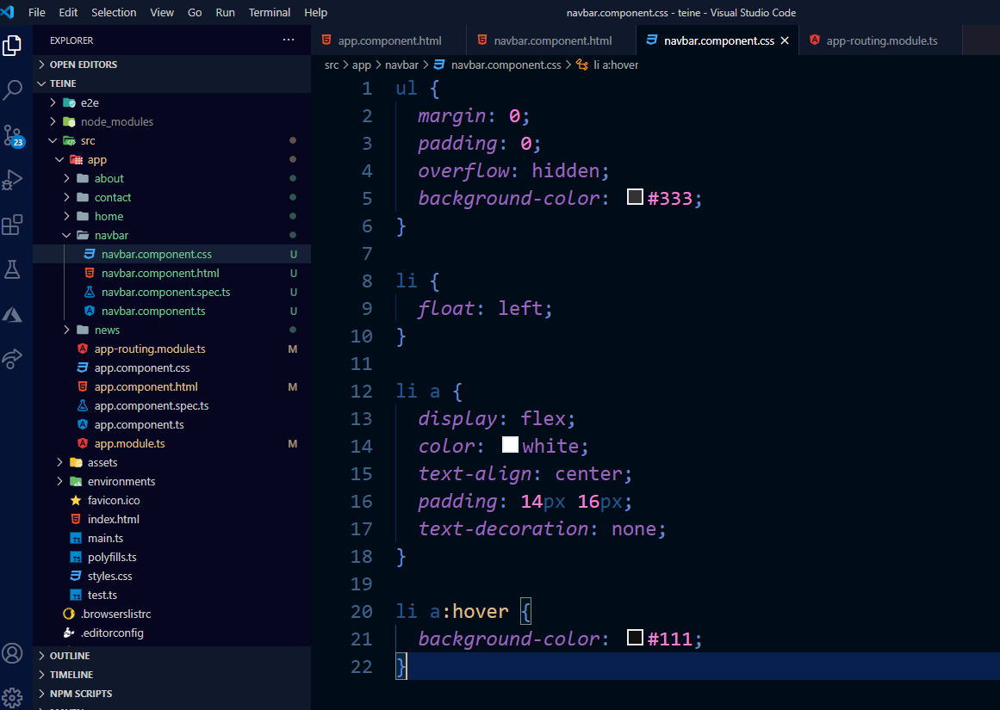 File Edit Selection View Go Run Terminal Help
navbar.component.css - teine - Visual Studio Code
EXPLORER
OPEN EDITORS
TEINE
e2e
node_modules
src
app
about
contact
home
navbar
navbar.component.css U
navbar.component.html U
navbar.component.spec.ts U
navbar.component.ts U
news
app-routing.module.ts M
app.component.css
app.component.html M
app.component.spec.ts
app.component.ts
app.module.ts M
assets
environments
favicon.ico
index.html
main.ts
polyfills.ts
styles.css
test.ts
.browserslistrc
.editorconfig
OUTLINE
TIMELINE
NPM SCRIPTS
23
app.component.html navbar.component.html navbar.component.css app-routing.module.ts
src > app > navbar > navbar.component.css > li a:hover
1 ul {
2 margin: 0;
3 padding: 0;
4 overflow: hidden;
5 background-color: #333;
6 }
7
8 li {
9 float: left;
10 }
11
12 li a {
13 display: flex;
14 color: white;
15 text-align: center;
16 padding: 14px 16px;
17 text-decoration: none;
18 }
19
20 li a:hover {
21 background-color: #111;
22 }